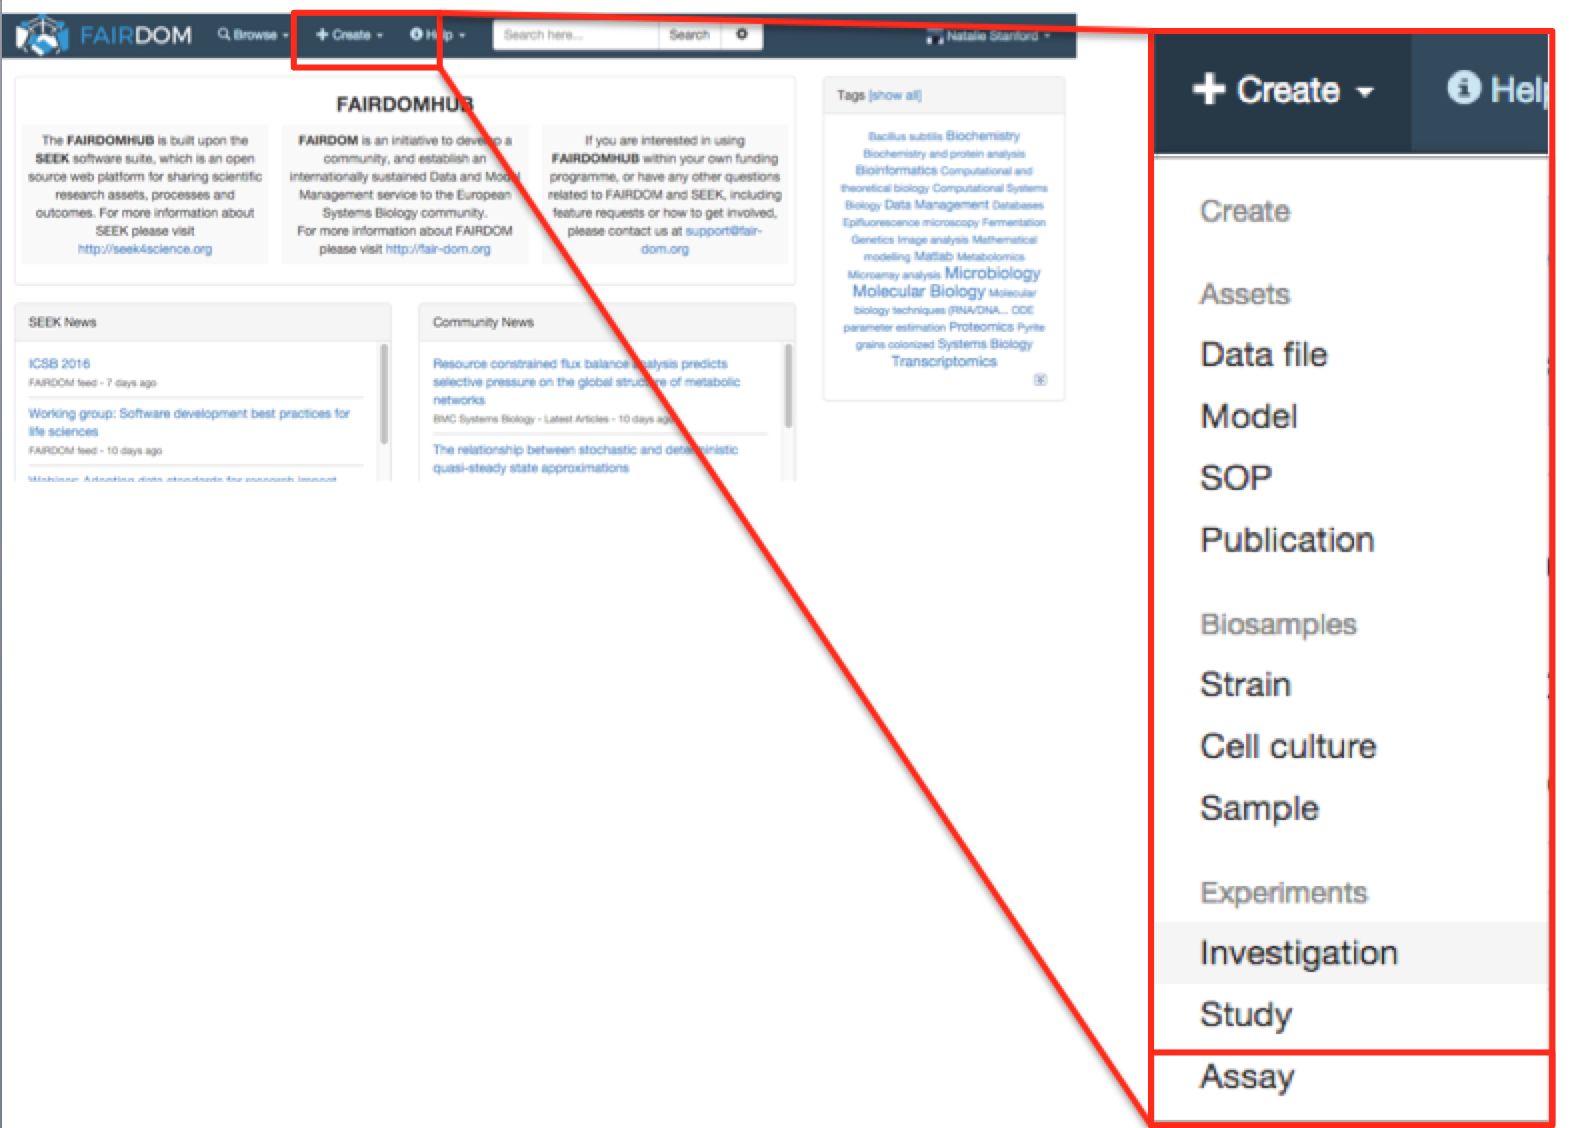 FAIRDOM Browse Create Help Search here... Search Natalie Stanford
FAIRDOMHUB
The FAIRDOMHUB is built upon the
SEEK software suite, which is an open
source web platform for sharing scientific
research assets, processes and
outcomes. For more information about
SEEK please visit
http://seek4science.org
FAIRDOM is an initiative to develop a
community, and establish an
internationally sustained Data and Model
Management service to the European
Systems Biology community.
For more information about FAIRDOM
please visit http://fair-dom.org
If you are interested in using
FAIRDOMHUB within your own funding
programme, or have any other questions
related to FAIRDOM and SEEK, including
feature requests or how to get involved,
please contact us at support@fair-
dom.org
Tags [show all]
Bacillus subtilis Biochemistry
Biochemistry and protein analysis
Bioinformatics Computational and
theoretical biology Computational Systems
Biology Data Management Databases
Epifluorescence microscopy Fermentation
Genetics Image analysis Mathematical
modelling Matlab Metabolomics
Microarray analysis Microbiology
Molecular Biology Molecular
biology techniques (RNA/DNA... ODE
parameter estimation Proteomics Pyrite
grains colonized Systems Biology
Transcriptomics
SEEK News
ICSB 2016
FAIRDOM feed - 7 days ago
Working group: Software development best practices for
life sciences
FAIRDOM feed - 10 days ago
Webinar: Adopting data standards for research impact
Community News
Resource constrained flux balance analysis predicts
selective pressure on the global structure of metabolic
networks
BMC Systems Biology - Latest Articles - 10 days ago
The relationship between stochastic and deterministic
quasi-steady state approximations
Create Help
Create
Assets
Data file
Model
SOP
Publication
Biosamples
Strain
Cell culture
Sample
Experiments
Investigation
Study
Assay